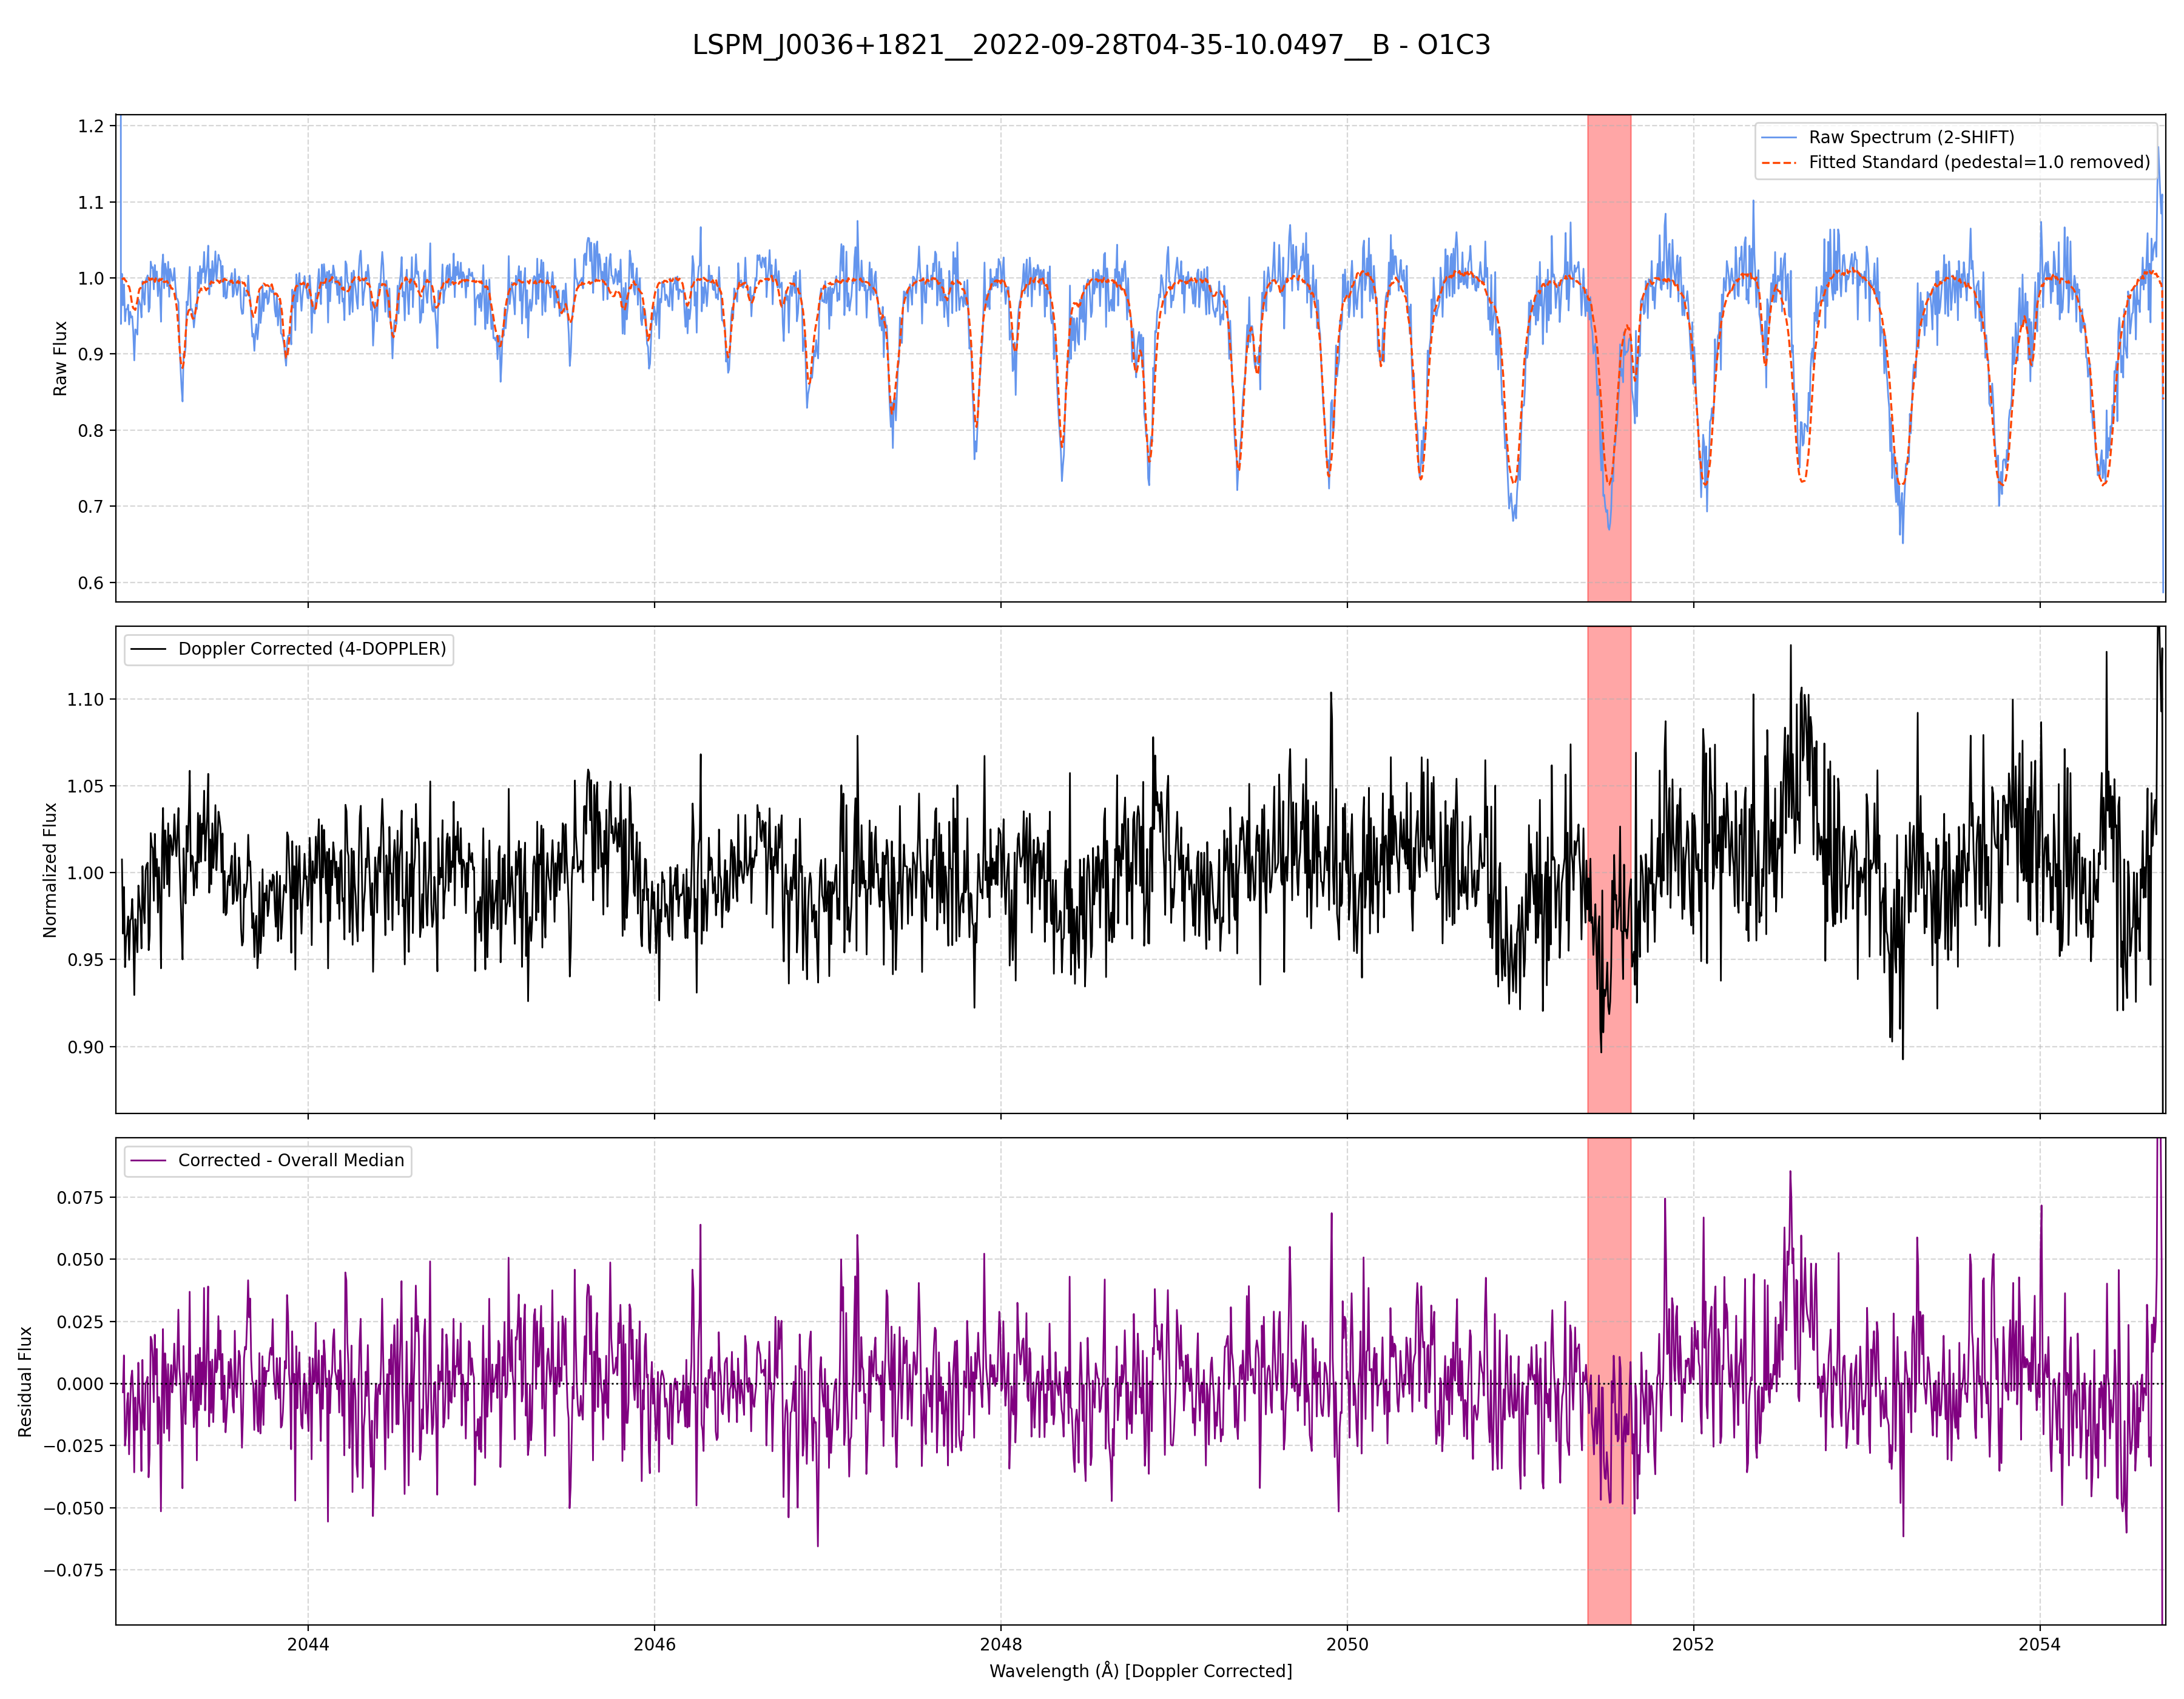 LSPM_J0036+1821__2022-09-28T04-35-10.0497__B - O1C3
1.2
1.1
1.0
0.9
0.8
0.7
0.6
Raw Flux
Raw Spectrum (2-SHIFT)
Fitted Standard (pedestal=1.0 removed)
1.10
1.05
1.00
0.95
0.90
Normalized Flux
Doppler Corrected (4-DOPPLER)
0.075
0.050
0.025
0.000
−0.025
−0.050
−0.075
Residual Flux
Corrected - Overall Median
2044 2046 2048 2050 2052 2054
Wavelength (Å) [Doppler Corrected]